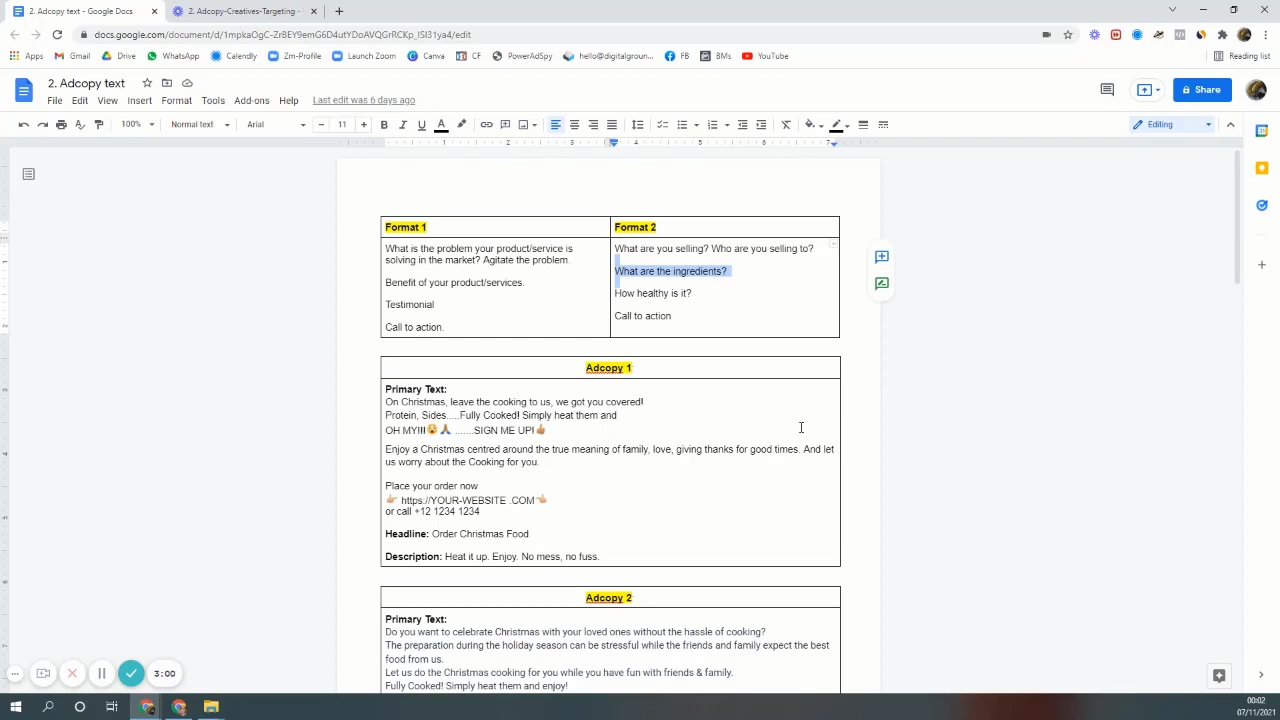 2. Adcopy text - Google Docs
2. Adcopy-Creatives-Targeting -
docs.google.com/document/d/1mpkaOgC-ZrBEY9emG6D4utYDoAVQGrRCKp_ISI31ya4/edit
Apps
Gmail
Drive
WhatsApp
Calendly
Zm-Profile
Launch Zoom
Canva
CF
PowerAdSpy
hello@digitalgroun...
FB
BMs
YouTube
Reading list
2. Adcopy text
File Edit View Insert Format Tools Add-ons Help Last edit was 6 days ago
Share
100% Normal text Arial 11 Editing
1 2 3 4 5 6 7
Format 1
What is the problem your product/service is
solving in the market? Agitate the problem.
Benefit of your product/services.
Testimonial
Call to action.
Format 2
What are you selling? Who are you selling to?
What are the ingredients?
How healthy is it?
Call to action
Adcopy 1
Primary Text:
On Christmas, leave the cooking to us, we got you covered!
Protein, Sides.....Fully Cooked! Simply heat them and
OH MY!!!😲🙏 .......SIGN ME UP!👍
Enjoy a Christmas centred around the true meaning of family, love, giving thanks for good times. And let
us worry about the Cooking for you.
Place your order now
👉 https://YOUR-WEBSITE .COM👈
or call +12 1234 1234
Headline: Order Christmas Food
Description: Heat it up. Enjoy. No mess, no fuss.
Adcopy 2
Primary Text:
Do you want to celebrate Christmas with your loved ones without the hassle of cooking?
The preparation during the holiday season can be stressful while the friends and family expect the best
food from us.
Let us do the Christmas cooking for you while you have fun with friends & family.
Fully Cooked! Simply heat them and enjoy!
3:00
00:02
07/11/2021